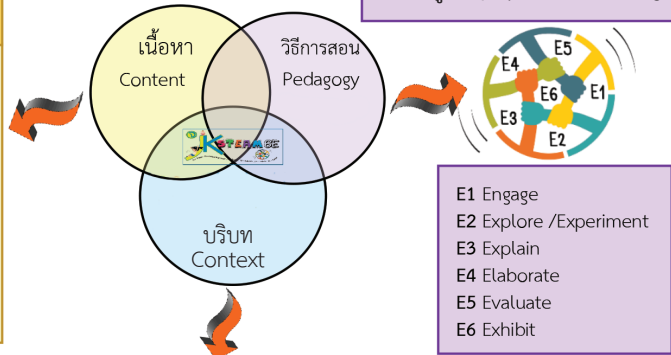 เนื้อหา
Content
วิธีการสอน
Pedagogy
KSTEAM6E
บริบท
Context
E5
E4
E6
E1
E3
E2
E1 Engage
E2 Explore /Experiment
E3 Explain
E4 Elaborate
E5 Evaluate
E6 Exhibit